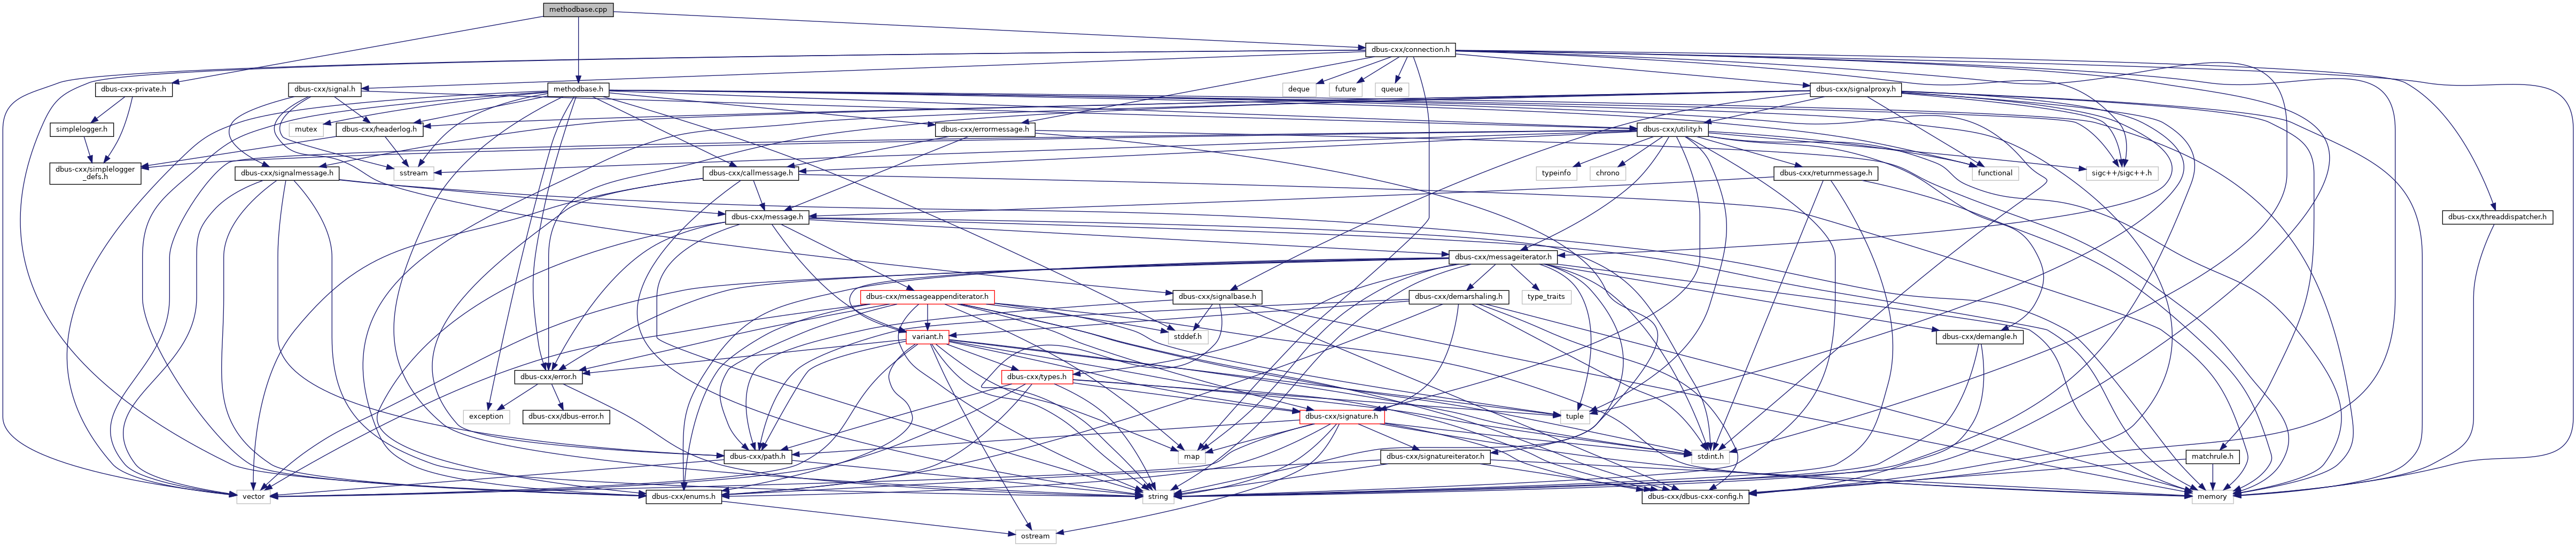 methodbase.cpp
dbus-cxx/connection.h
dbus-cxx-private.h
dbus-cxx/signal.h
methodbase.h
deque
future
queue
dbus-cxx/signalproxy.h
simplelogger.h
mutex
dbus-cxx/headerlog.h
dbus-cxx/errormessage.h
dbus-cxx/utility.h
dbus-cxx/simplelogger
_defs.h
dbus-cxx/signalmessage.h
sstream
dbus-cxx/callmessage.h
typeinfo
chrono
dbus-cxx/returnmessage.h
functional
sigc++/sigc++.h
dbus-cxx/message.h
dbus-cxx/threaddispatcher.h
dbus-cxx/messageiterator.h
dbus-cxx/messageappenditerator.h
dbus-cxx/signalbase.h
dbus-cxx/demarshaling.h
type_traits
variant.h
stddef.h
dbus-cxx/demangle.h
dbus-cxx/error.h
dbus-cxx/types.h
exception
dbus-cxx/dbus-error.h
dbus-cxx/signature.h
tuple
dbus-cxx/path.h
map
dbus-cxx/signatureiterator.h
stdint.h
matchrule.h
vector
dbus-cxx/enums.h
string
dbus-cxx/dbus-cxx-config.h
memory
ostream